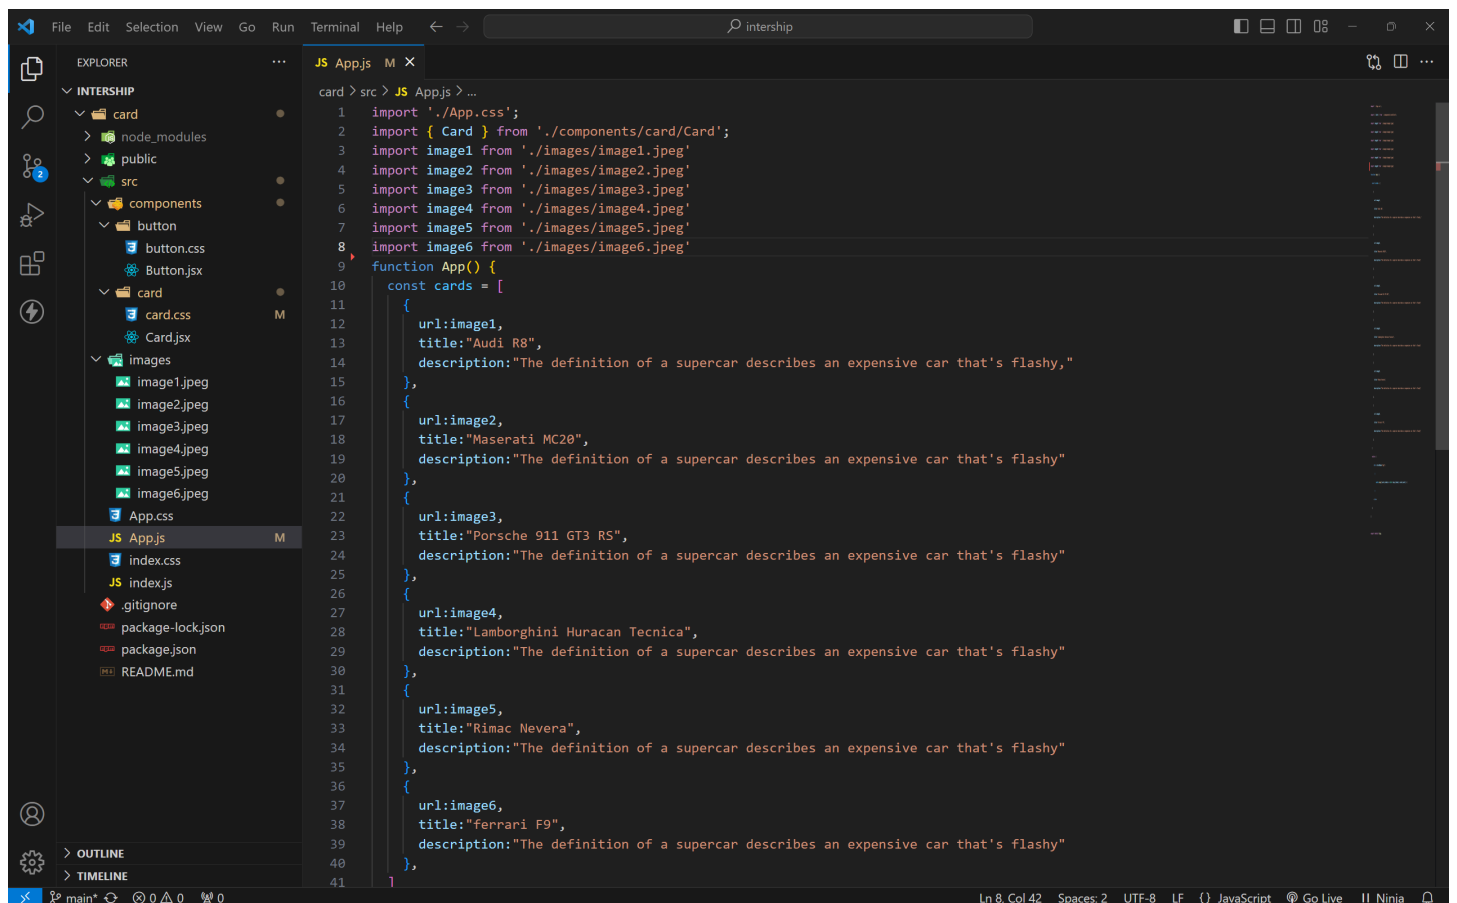 File Edit Selection View Go Run Terminal Help
intership
EXPLORER
INTERSHIP
card
node_modules
public
src
components
button
button.css
Button.jsx
card
card.css M
Card.jsx
images
image1.jpeg
image2.jpeg
image3.jpeg
image4.jpeg
image5.jpeg
image6.jpeg
App.css
JS App.js M
index.css
JS index.js
.gitignore
package-lock.json
package.json
README.md
OUTLINE
TIMELINE
JS App.js M
card > src > JS App.js > ...
1 import './App.css';
2 import { Card } from './components/card/Card';
3 import image1 from './images/image1.jpeg'
4 import image2 from './images/image2.jpeg'
5 import image3 from './images/image3.jpeg'
6 import image4 from './images/image4.jpeg'
7 import image5 from './images/image5.jpeg'
8 import image6 from './images/image6.jpeg'
9 function App() {
10 const cards = [
11 {
12 url:image1,
13 title:"Audi R8",
14 description:"The definition of a supercar describes an expensive car that's flashy,"
15 },
16 {
17 url:image2,
18 title:"Maserati MC20",
19 description:"The definition of a supercar describes an expensive car that's flashy"
20 },
21 {
22 url:image3,
23 title:"Porsche 911 GT3 RS",
24 description:"The definition of a supercar describes an expensive car that's flashy"
25 },
26 {
27 url:image4,
28 title:"Lamborghini Huracan Tecnica",
29 description:"The definition of a supercar describes an expensive car that's flashy"
30 },
31 {
32 url:image5,
33 title:"Rimac Nevera",
34 description:"The definition of a supercar describes an expensive car that's flashy"
35 },
36 {
37 url:image6,
38 title:"ferrari F9",
39 description:"The definition of a supercar describes an expensive car that's flashy"
40 },
41 ]
2
main* 0 0 0 Ln 8, Col 42 Spaces: 2 UTF-8 LF {} JavaScript Go Live Ninja